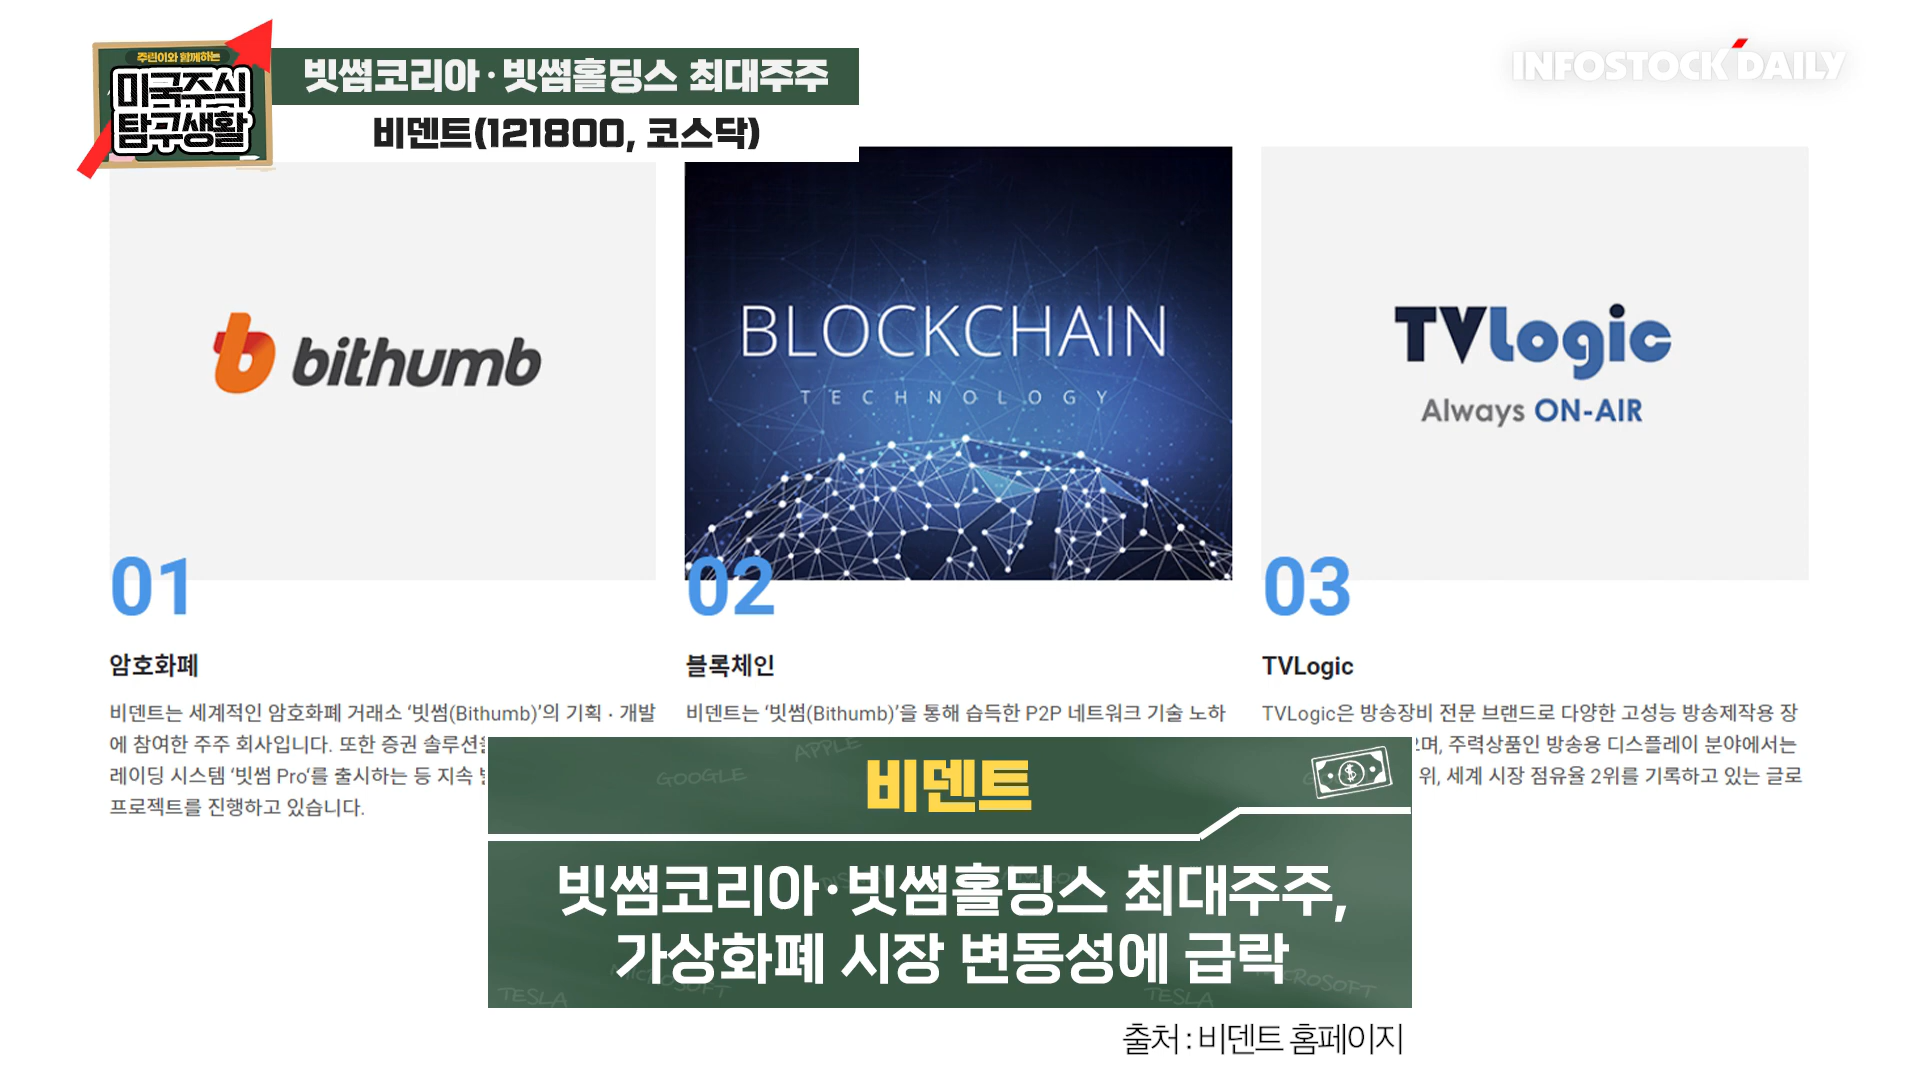 주린이와 함께하는
미국주식
탐구생활
빗썸코리아·빗썸홀딩스 최대주주
비덴트(121800, 코스닥)
INFOSTOCK DAILY
bithumb
BLOCKCHAIN
TECHNOLOGY
TVlogic
Always ON-AIR
01
암호화폐
비덴트는 세계적인 암호화폐 거래소 ‘빗썸(Bithumb)’의 기획 · 개발
에 참여한 주주 회사입니다. 또한 증권 솔루션을
레이딩 시스템 ‘빗썸 Pro‘를 출시하는 등 지속
프로젝트를 진행하고 있습니다.
02
블록체인
비덴트는 ‘빗썸(Bithumb)’을 통해 습득한 P2P 네트워크 기술 노하
03
TVLogic
TVLogic은 방송장비 전문 브랜드로 다양한 고성능 방송제작용 장
며, 주력상품인 방송용 디스플레이 분야에서는
위, 세계 시장 점유율 2위를 기록하고 있는 글로
GOOGLE
APPLE
비덴트
빗썸코리아·빗썸홀딩스 최대주주,
가상화폐 시장 변동성에 급락
TESLA
MICROSOFT
TESLA
MICROSOFT
출처 : 비덴트 홈페이지